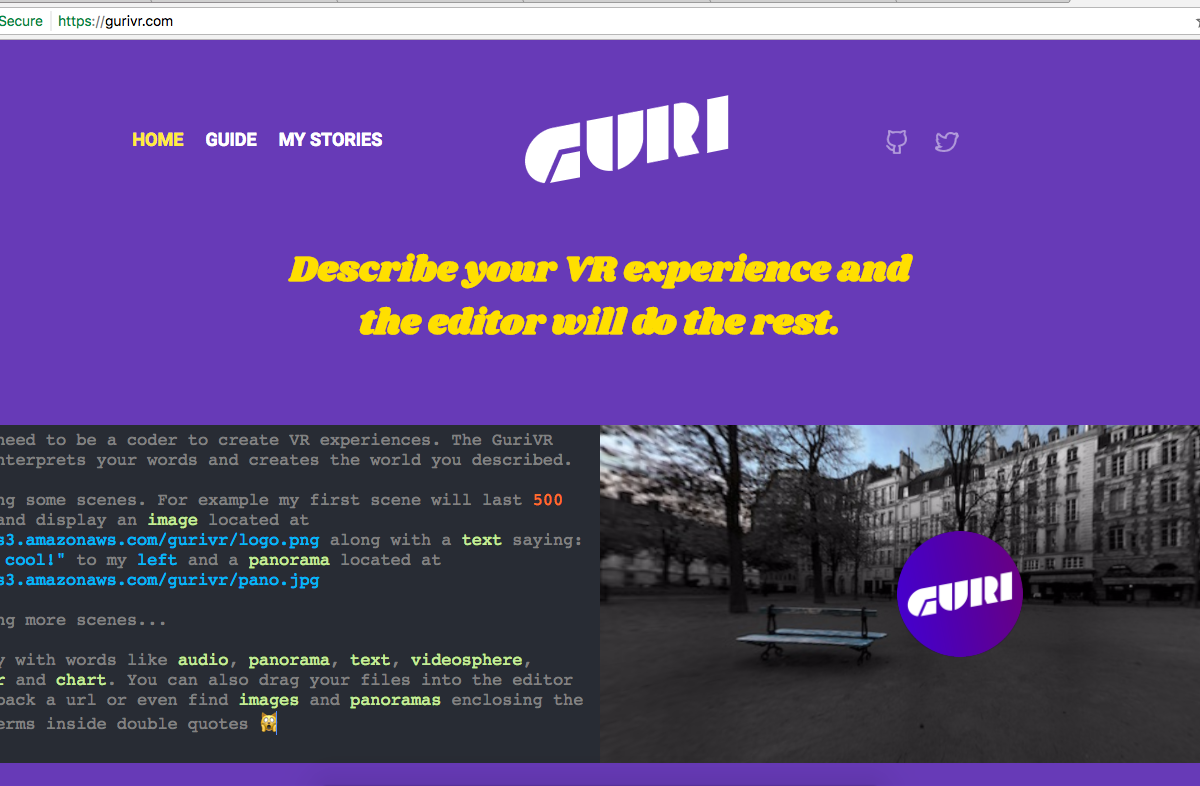 Secure https://gurivr.com
HOME GUIDE MY STORIES
GURI
Describe your VR experience and
the editor will do the rest.
need to be a coder to create VR experiences. The GuriVR
nterprets your words and creates the world you described.
ng some scenes. For example my first scene will last 500
and display an image located at
s3.amazonaws.com/gurivr/logo.png along with a text saying:
cool!" to my left and a panorama located at
s3.amazonaws.com/gurivr/pano.jpg
ng more scenes...
y with words like audio, panorama, text, videosphere,
r and chart. You can also drag your files into the editor
back a url or even find images and panoramas enclosing the
erms inside double quotes 🙀
GURI